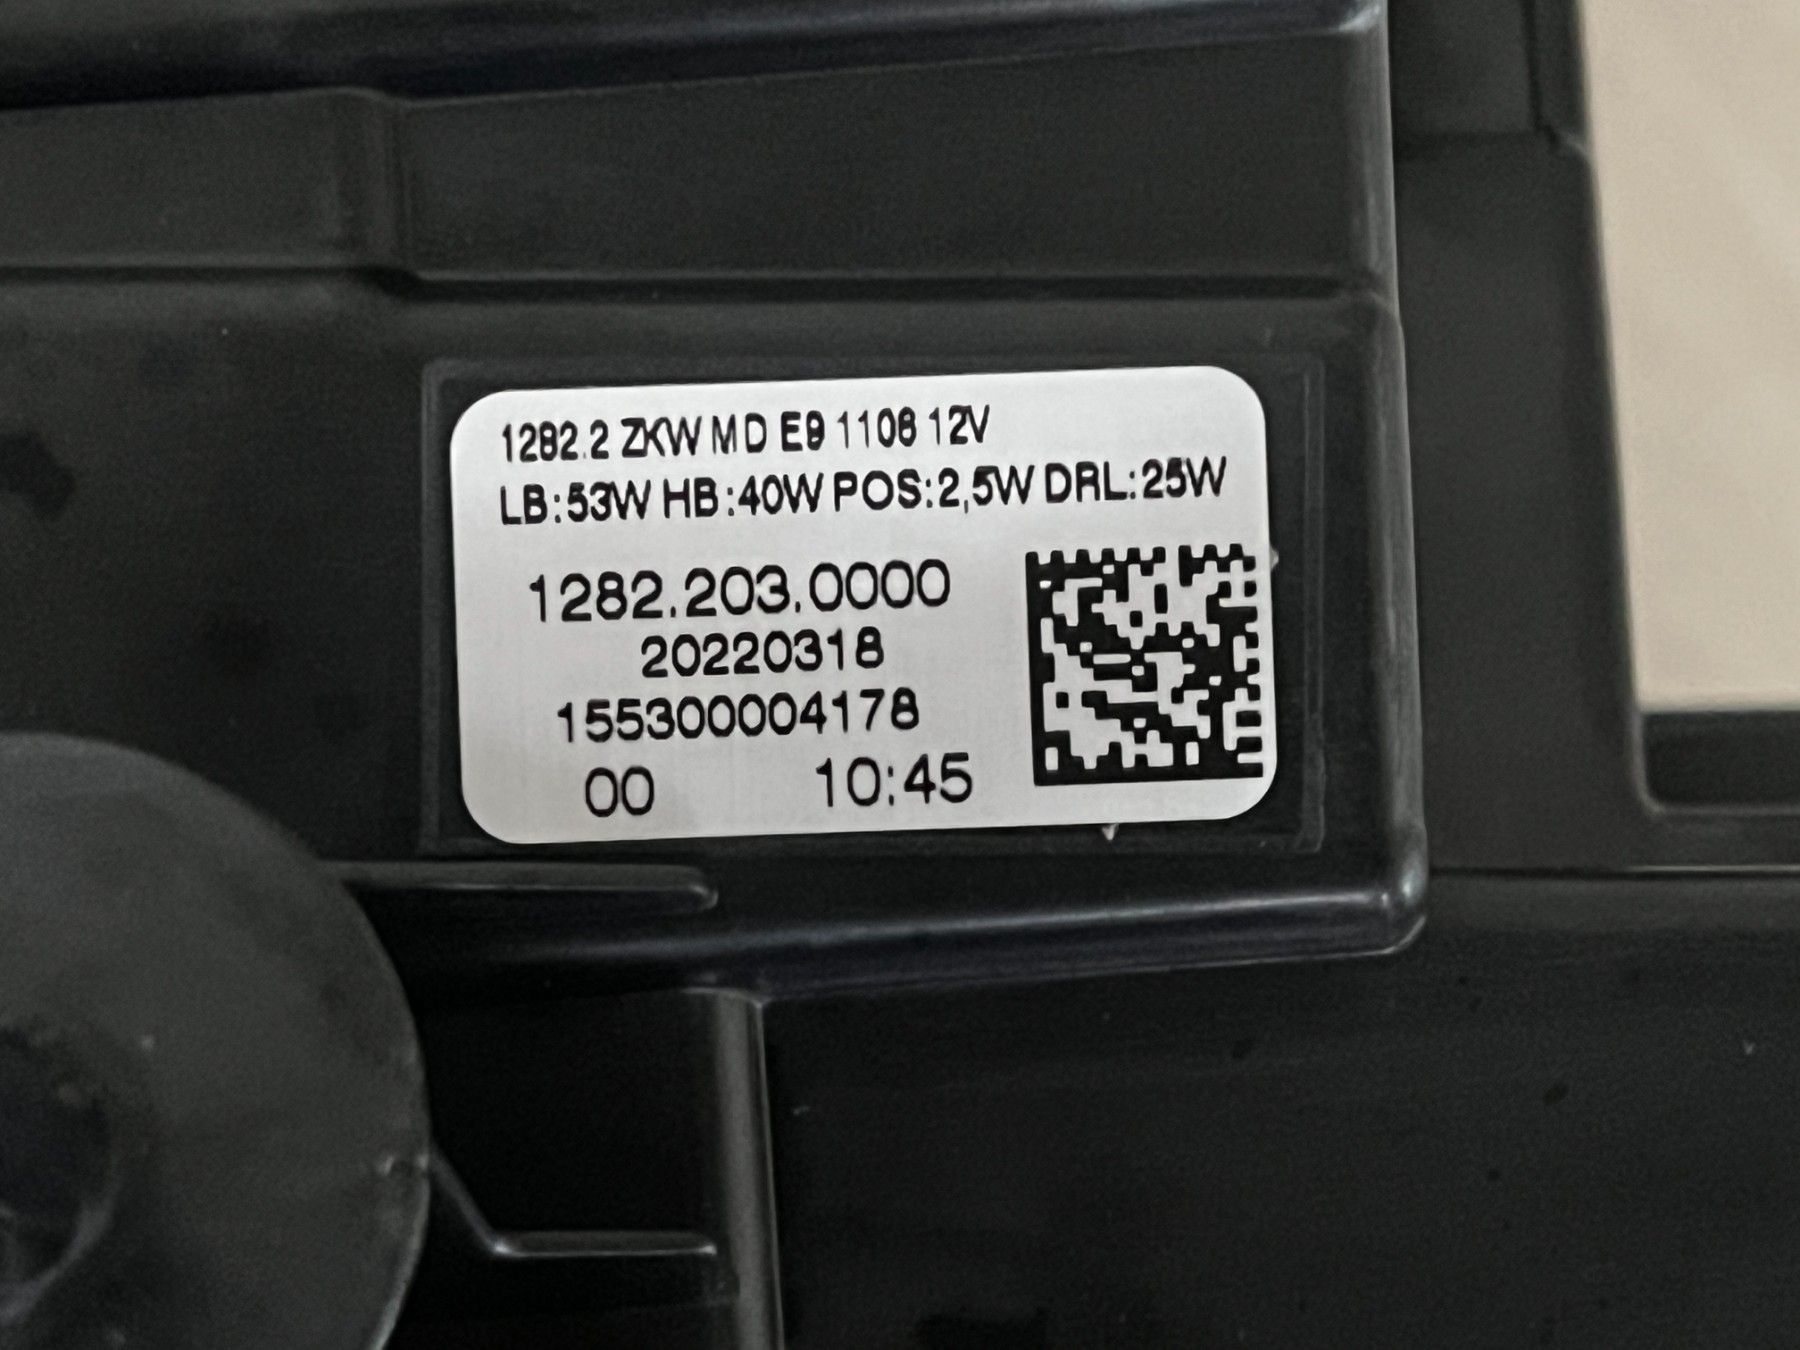 1282.2 ZKW MD E9 1108 12V
LB:53W HB:40W POS:2,5W DRL:25W
1282.203.0000
20220318
155300004178
00 10:45